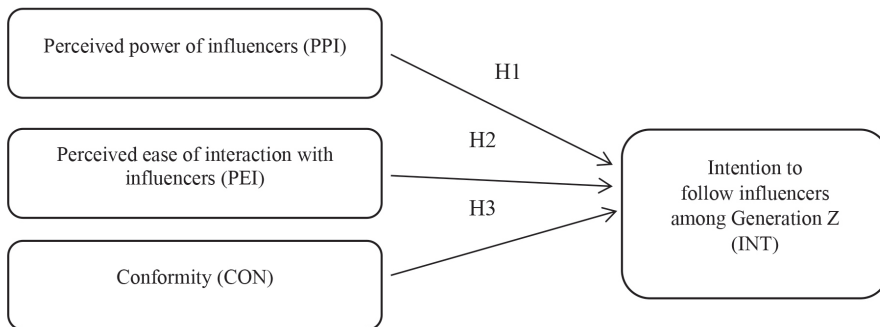 Perceived power of influencers (PPI)
H1
H2
Perceived ease of interaction with
influencers (PEI)
H3
Conformity (CON)
Intention to
follow influencers
among Generation Z
(INT)